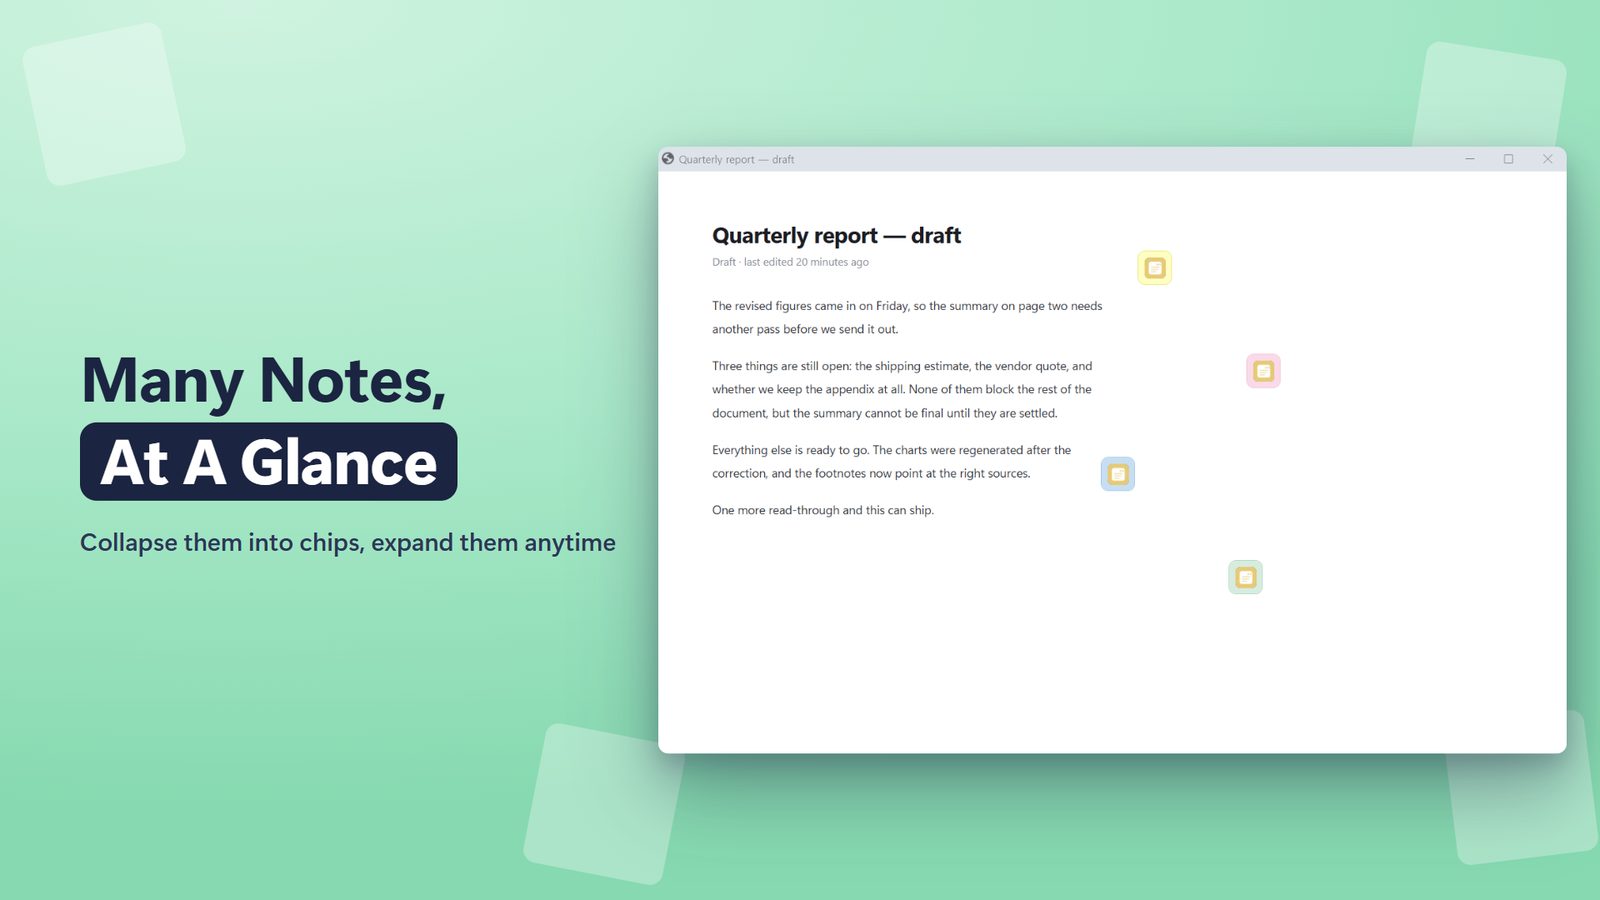 Many Notes,
At A Glance
Collapse them into chips, expand them anytime
Quarterly report — draft
Quarterly report — draft
Draft · last edited 20 minutes ago
The revised figures came in on Friday, so the summary on page two needs
another pass before we send it out.
Three things are still open: the shipping estimate, the vendor quote, and
whether we keep the appendix at all. None of them block the rest of the
document, but the summary cannot be final until they are settled.
Everything else is ready to go. The charts were regenerated after the
correction, and the footnotes now point at the right sources.
One more read-through and this can ship.